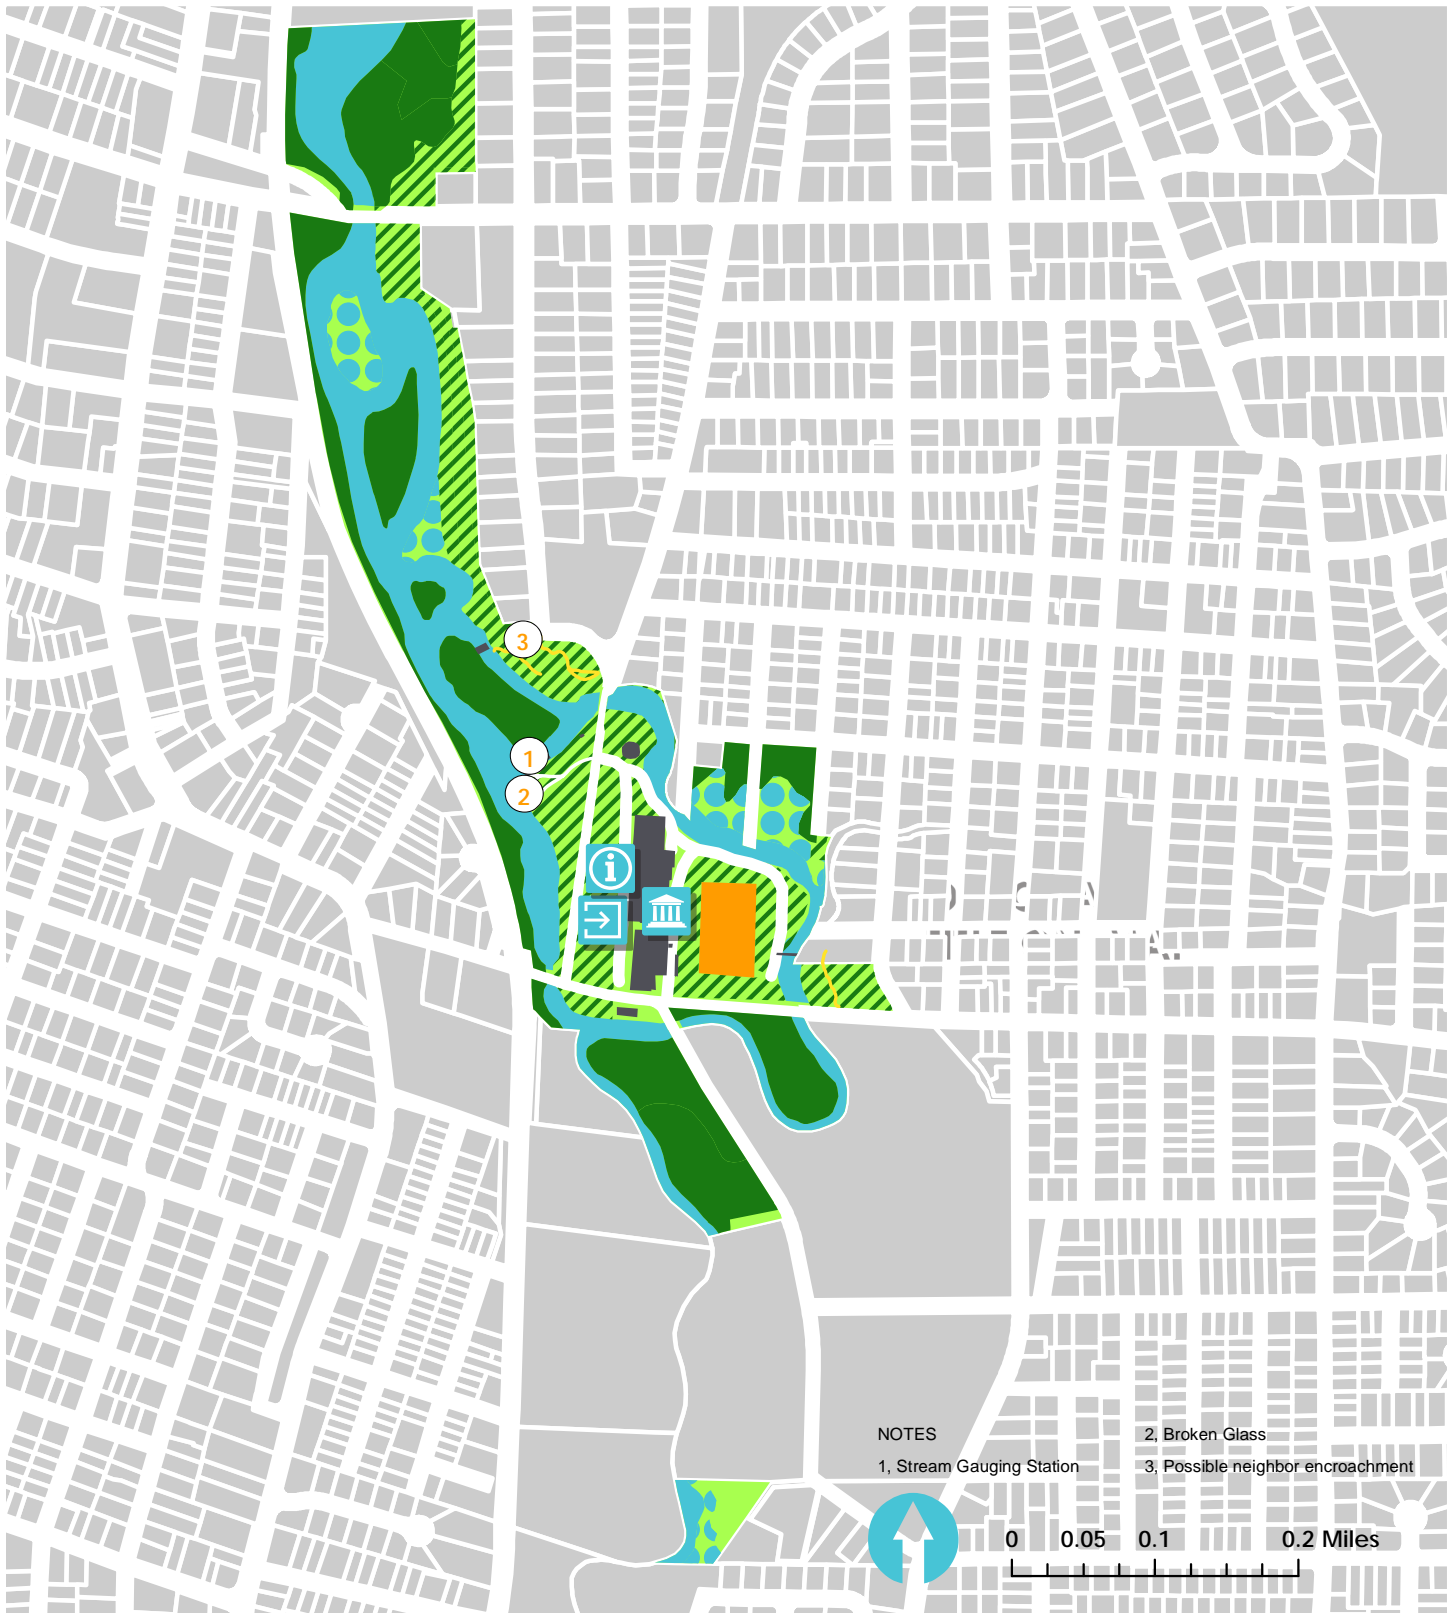 3
1
2
NOTES
1, Stream Gauging Station
2, Broken Glass
3, Possible neighbor encroachment
0 0.05 0.1 0.2 Miles